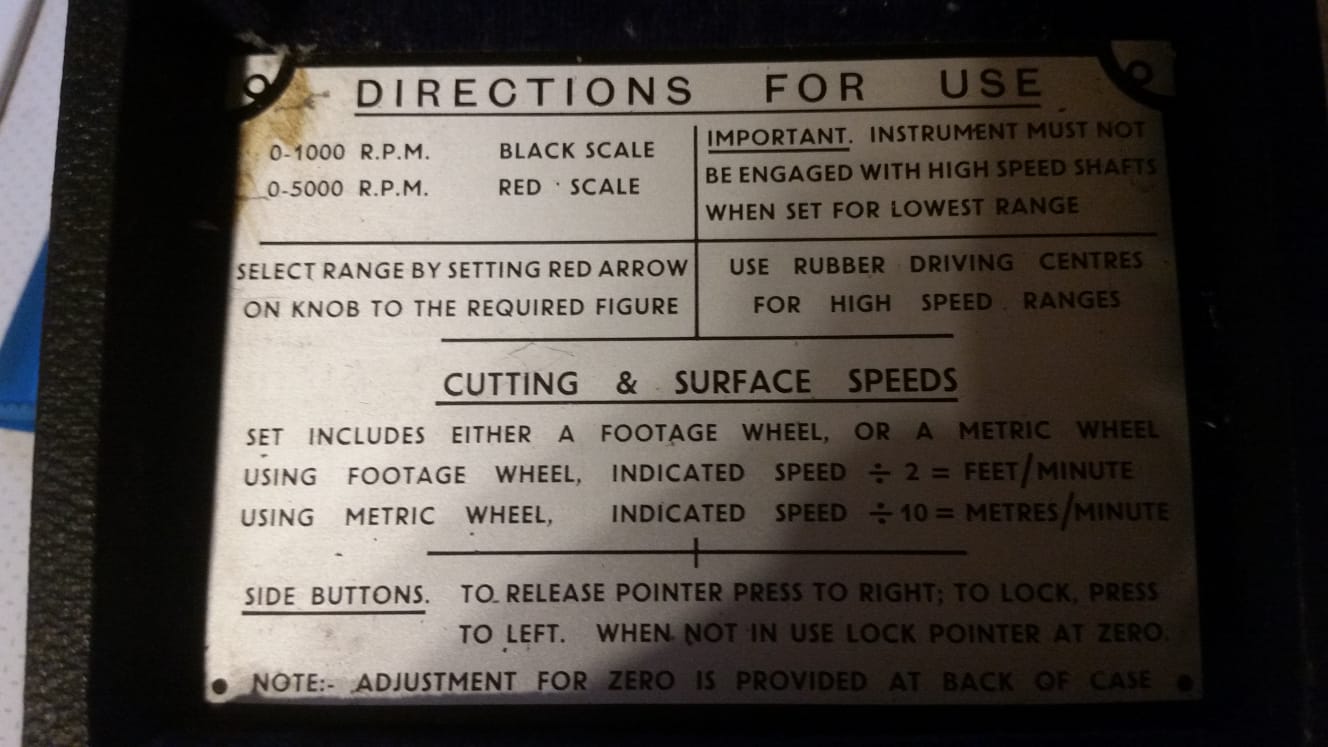 DIRECTIONS FOR USE
0-1000 R.P.M. BLACK SCALE
0-5000 R.P.M. RED SCALE
IMPORTANT. INSTRUMENT MUST NOT
BE ENGAGED WITH HIGH SPEED SHAFTS
WHEN SET FOR LOWEST RANGE
SELECT RANGE BY SETTING RED ARROW
ON KNOB TO THE REQUIRED FIGURE
USE RUBBER DRIVING CENTRES
FOR HIGH SPEED RANGES
CUTTING & SURFACE SPEEDS
SET INCLUDES EITHER A FOOTAGE WHEEL, OR A METRIC WHEEL
USING FOOTAGE WHEEL, INDICATED SPEED ÷ 2 = FEET/MINUTE
USING METRIC WHEEL, INDICATED SPEED ÷ 10 = METRES/MINUTE
SIDE BUTTONS. TO RELEASE POINTER PRESS TO RIGHT; TO LOCK, PRESS
TO LEFT. WHEN NOT IN USE LOCK POINTER AT ZERO.
NOTE:- ADJUSTMENT FOR ZERO IS PROVIDED AT BACK OF CASE